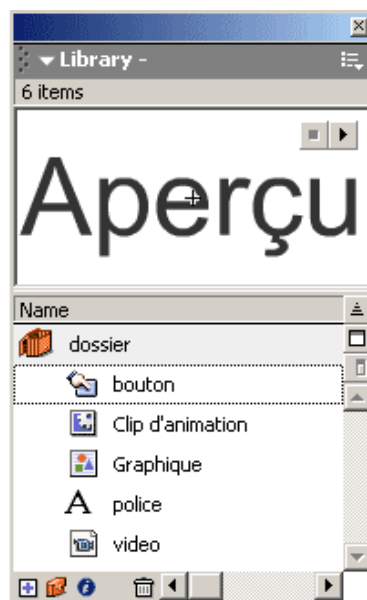 Library -
6 items
Aperçu
Name
dossier
bouton
Clip d'animation
Graphique
police
video